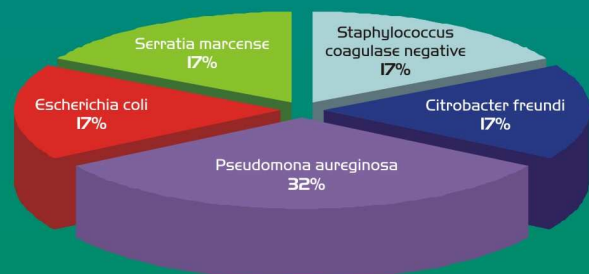 Serratia marcense
17%
Staphylococcus
coagulase negative
17%
Escherichia coli
17%
Citrobacter freundi
17%
Pseudomona aureginosa
32%